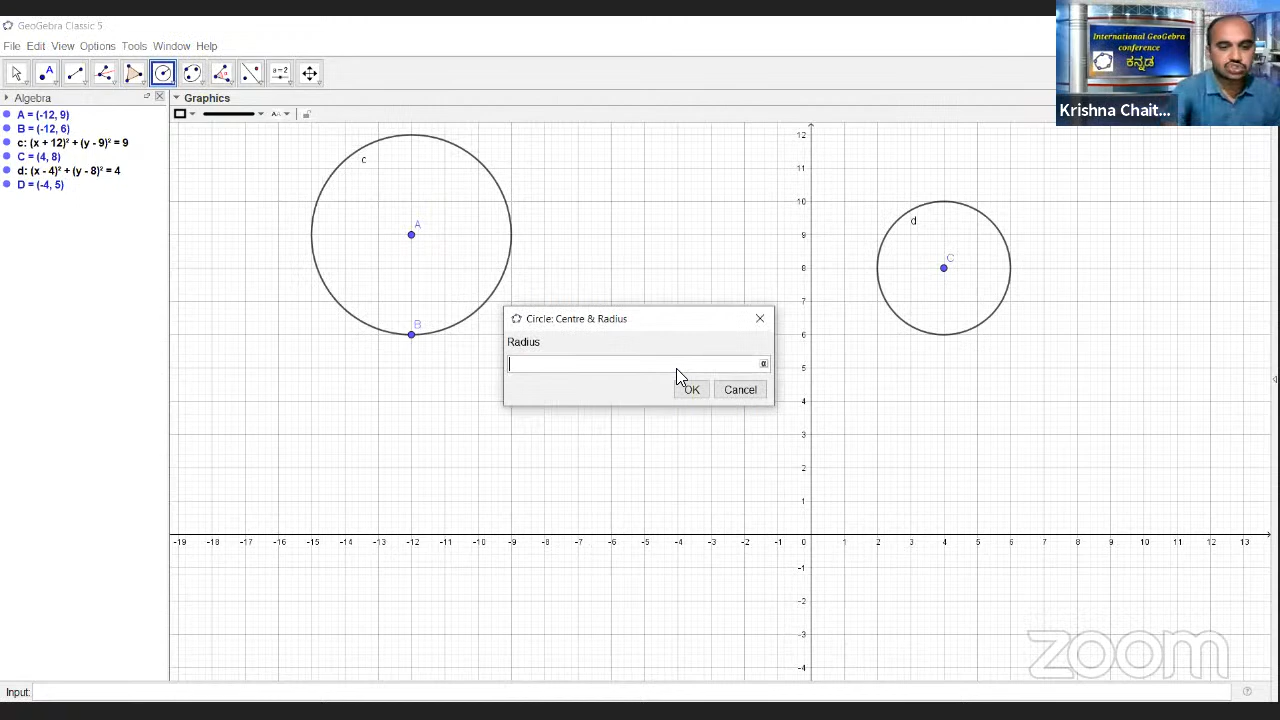 GeoGebra Classic 5
File Edit View Options Tools Window Help
A
a=2
Algebra
Graphics
AA
A = (-12, 9)
B = (-12, 6)
c: (x + 12)² + (y - 9)² = 9
C = (4, 8)
d: (x - 4)² + (y - 8)² = 4
D = (-4, 5)
International GeoGebra
conference
ಕನ್ನಡ
Krishna Chait...
c
A
B
d
C
12
11
10
9
8
7
6
5
4
3
2
1
-19 -18 -17 -16 -15 -14 -13 -12 -11 -10 -9 -8 -7 -6 -5 -4 -3 -2 -1 0 1 2 3 4 5 6 7 8 9 10 11 12 13
-1
-2
-3
-4
Circle: Centre & Radius
Radius
α
OK Cancel
zoom
Input: